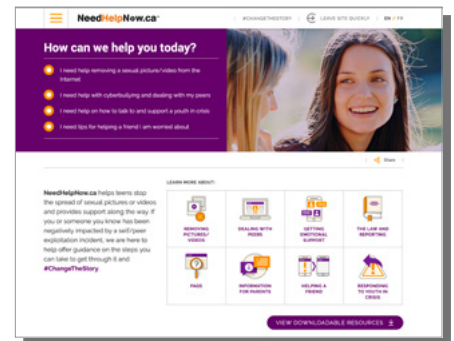 NeedHelpNow.ca
#CHANGETHESTORY
LEAVE SITE QUICKLY
EN / FR
How can we help you today?
I need help removing a sexual picture/video from the
Internet
I need help with cyberbullying and dealing with my peers
I need help on how to talk to and support a youth in crisis
I need tips for helping a friend I am worried about
Share
NeedHelpNow.ca helps teens stop
the spread of sexual pictures or videos
and provides support along the way. If
you or someone you know has been
negatively impacted by a self/peer
exploitation incident, we are here to
help offer guidance on the steps you
can take to get through it and
#ChangeTheStory.
LEARN MORE ABOUT:
REMOVING
PICTURES/
VIDEOS
DEALING WITH
PEERS
GETTING
EMOTIONAL
SUPPORT
THE LAW AND
REPORTING
FAQS
INFORMATION
FOR PARENTS
HELPING A
FRIEND
RESPONDING
TO YOUTH IN
CRISIS
VIEW DOWNLOADABLE RESOURCES